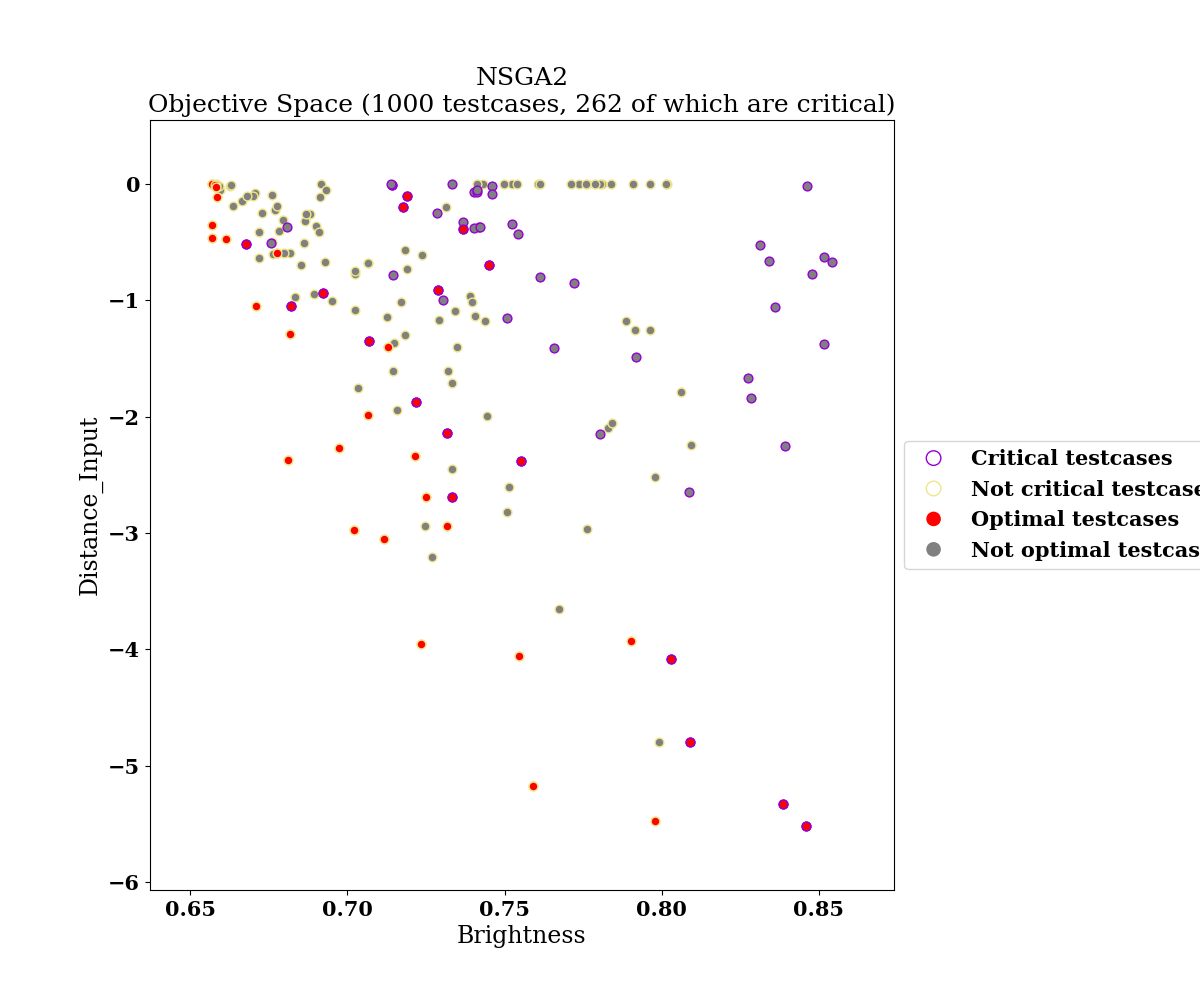 NSGA2
Objective Space (1000 testcases, 262 of which are critical)
0
−1
−2
−3
−4
−5
−6
Distance_Input
0.65 0.70 0.75 0.80 0.85
Brightness
Critical testcases
Not critical testcase
Optimal testcases
Not optimal testcas